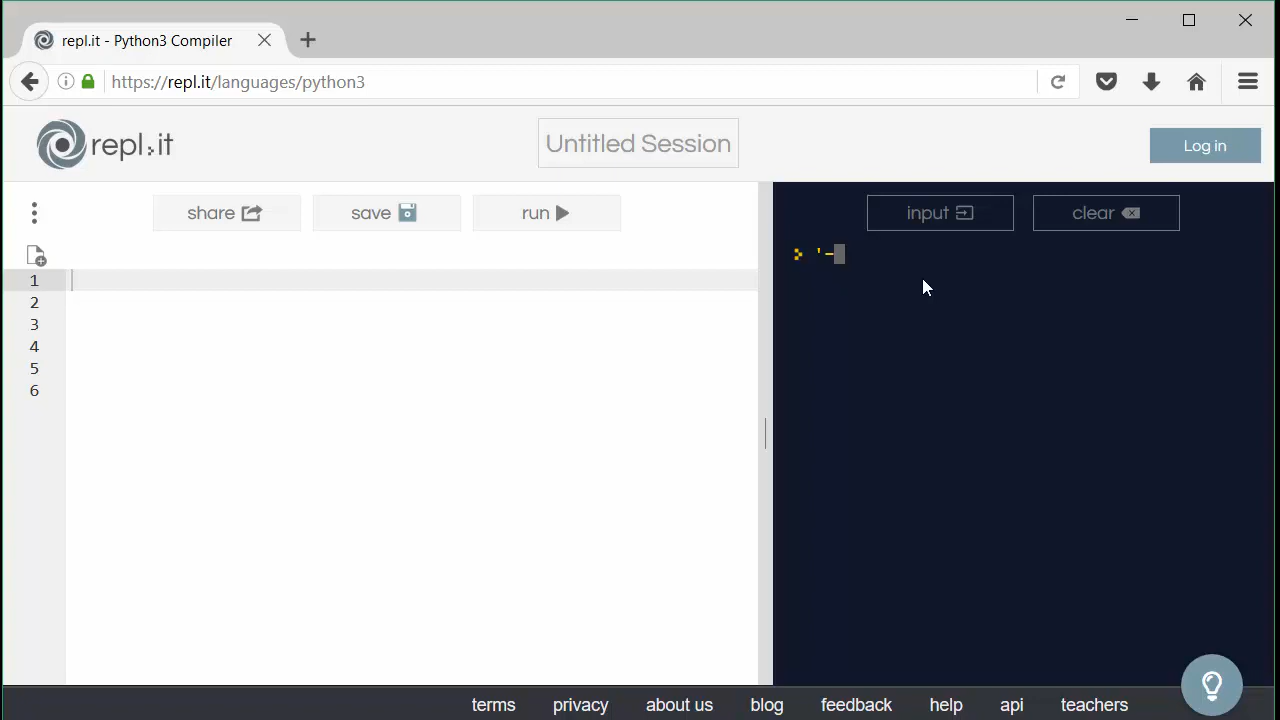 repl.it - Python3 Compiler
https://repl.it/languages/python3
repl.it
Untitled Session
Log in
share
save
run
input
clear
'-
1
2
3
4
5
6
terms privacy about us blog feedback help api teachers